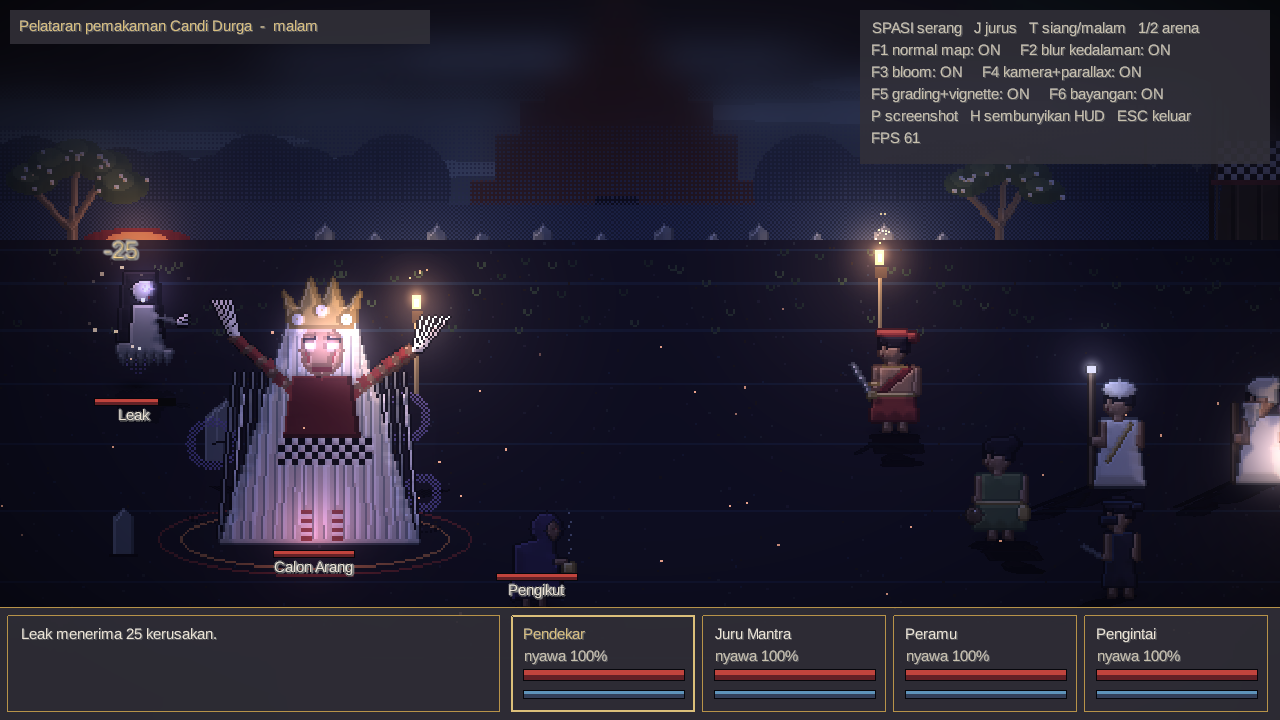 Pelataran pemakaman Candi Durga - malam
SPASI serang J jurus T siang/malam 1/2 arena
F1 normal map: ON F2 blur kedalaman: ON
F3 bloom: ON F4 kamera+parallax: ON
F5 grading+vignette: ON F6 bayangan: ON
P screenshot H sembunyikan HUD ESC keluar
FPS 61
-25
Leak
Calon Arang
Pengikut
Leak menerima 25 kerusakan.
Pendekar
nyawa 100%
Juru Mantra
nyawa 100%
Peramu
nyawa 100%
Pengintai
nyawa 100%